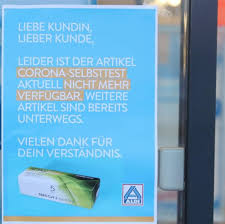 LIEBE KUNDIN,
LIEBER KUNDE,
LEIDER IST DER ARTIKEL
CORONA-SELBSTTEST
AKTUELL NICHT MEHR
VERFÜGBAR. WEITERE
ARTIKEL SIND BEREITS
UNTERWEGS.
VIELEN DANK FÜR
DEIN VERSTÄNDNIS.
5
ALDI